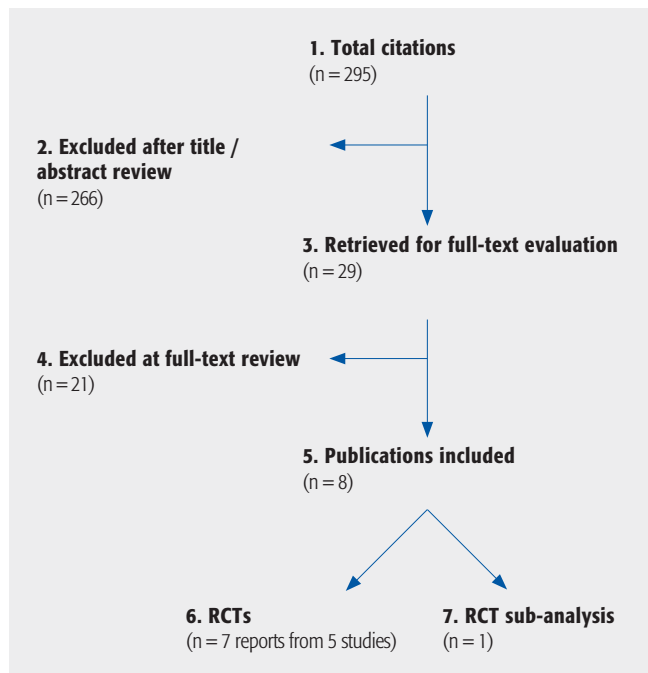 1. Total citations
(n = 295)
2. Excluded after title /
abstract review
(n = 266)
3. Retrieved for full-text evaluation
(n = 29)
4. Excluded at full-text review
(n = 21)
5. Publications included
(n = 8)
6. RCTs
(n = 7 reports from 5 studies)
7. RCT sub-analysis
(n = 1)